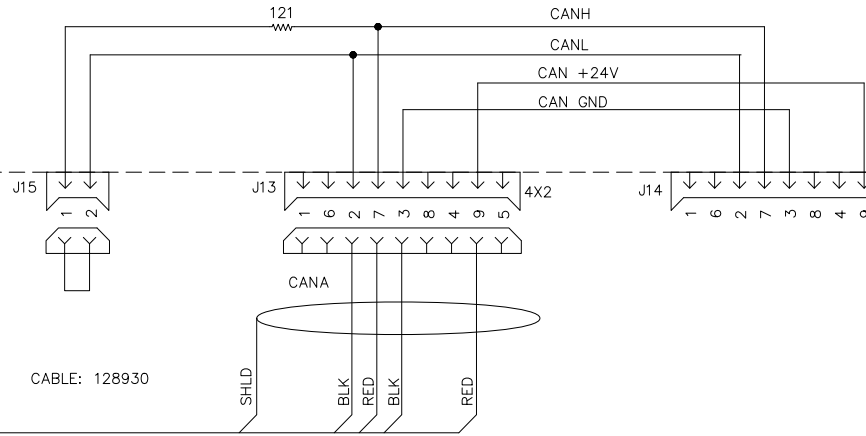 121
CANH
CANL
CAN +24V
CAN GND
J15
J13
4X2
J14
1 2
1 6 2 7 3 8 4 9 5
1 6 2 7 3 8 4 9
CANA
CABLE: 128930
SHLD
BLK
RED
BLK
RED